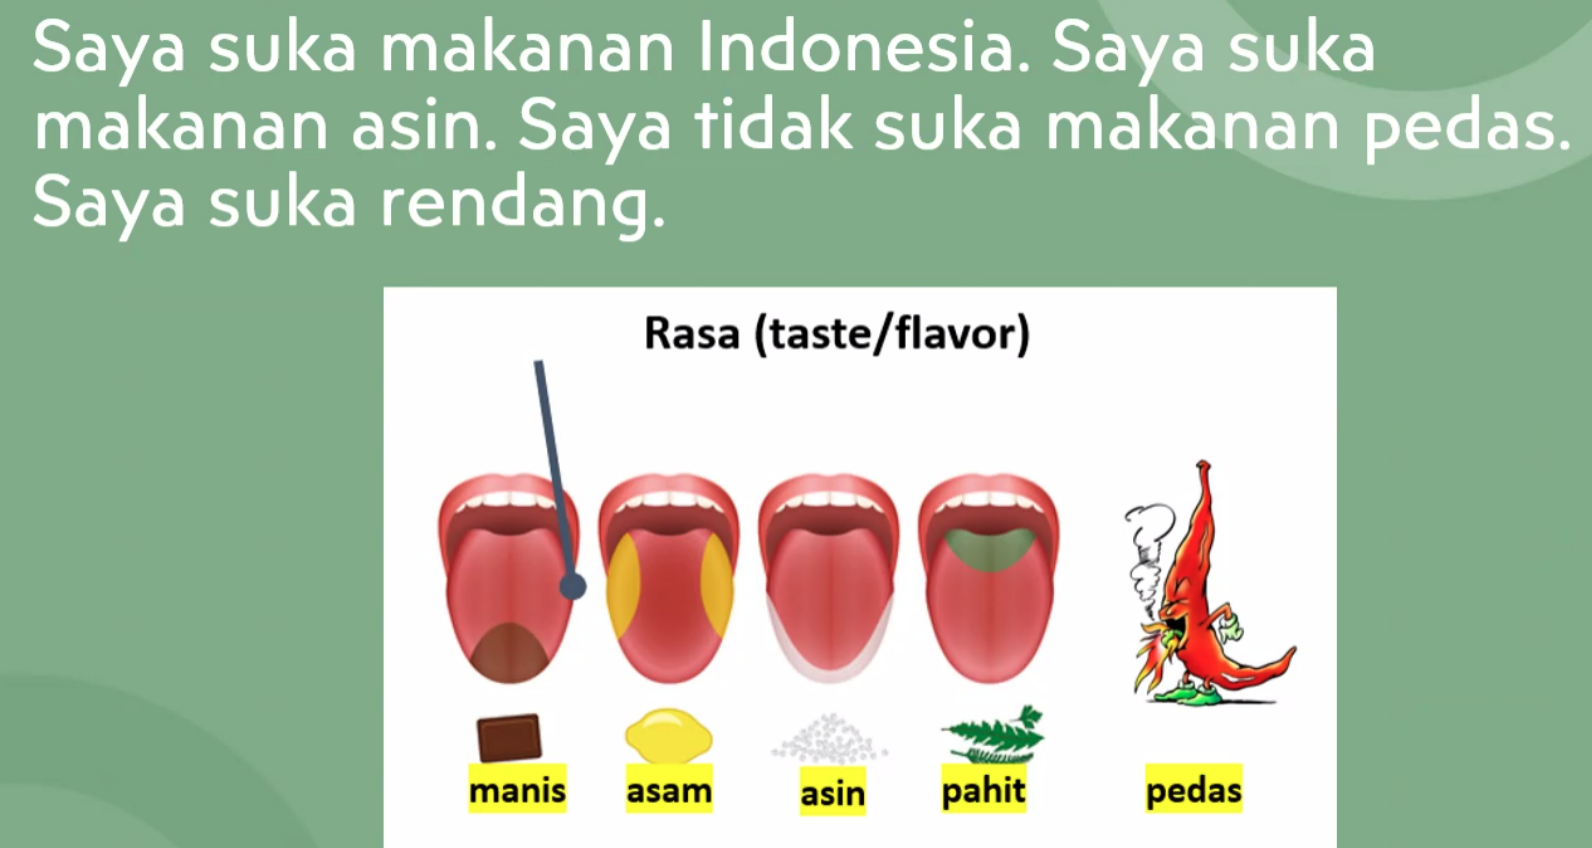 Saya suka makanan Indonesia. Saya suka
makanan asin. Saya tidak suka makanan pedas.
Saya suka rendang.
Rasa (taste/flavor)
manis asam asin pahit pedas